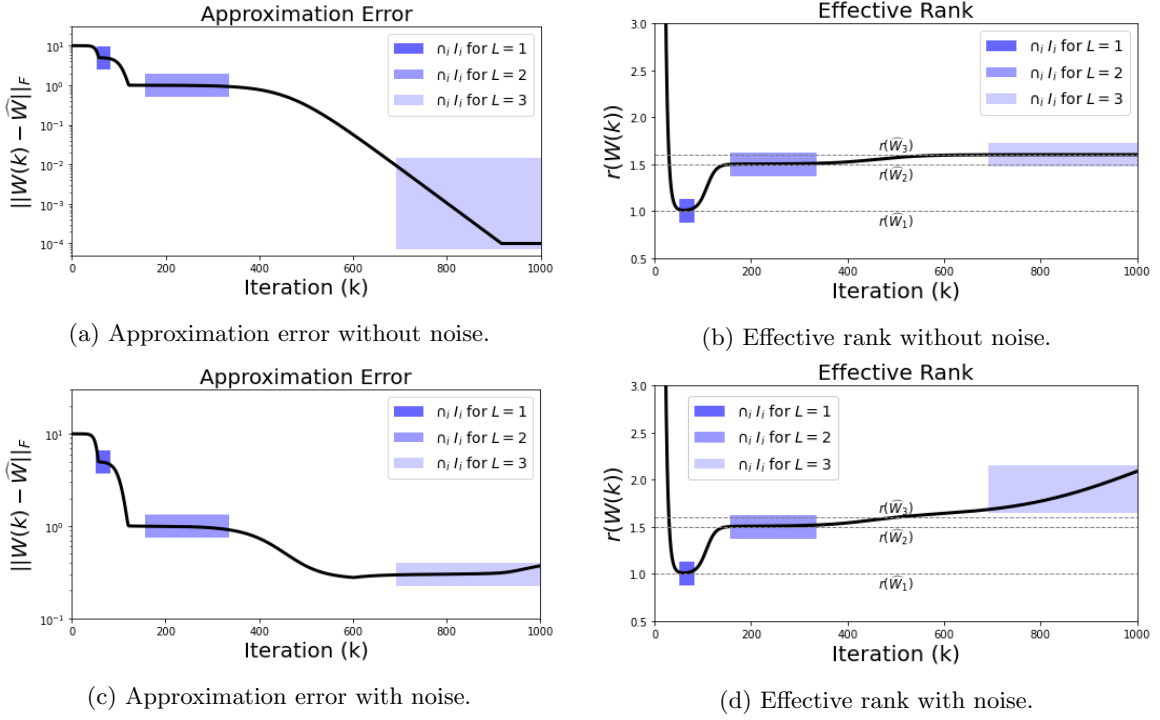 Approximation Error
||W(k) − Ŵ||_F
10¹
10⁰
10⁻¹
10⁻²
10⁻³
10⁻⁴
∩ᵢ Iᵢ for L = 1
∩ᵢ Iᵢ for L = 2
∩ᵢ Iᵢ for L = 3
0 200 400 600 800 1000
Iteration (k)
(a) Approximation error without noise.
Effective Rank
r(W(k))
3.0
2.5
2.0
1.5
1.0
0.5
∩ᵢ Iᵢ for L = 1
∩ᵢ Iᵢ for L = 2
∩ᵢ Iᵢ for L = 3
r(Ŵ₃)
r(Ŵ₂)
r(Ŵ₁)
0 200 400 600 800 1000
Iteration (k)
(b) Effective rank without noise.
Approximation Error
||W(k) − Ŵ||_F
10¹
10⁰
10⁻¹
∩ᵢ Iᵢ for L = 1
∩ᵢ Iᵢ for L = 2
∩ᵢ Iᵢ for L = 3
0 200 400 600 800 1000
Iteration (k)
(c) Approximation error with noise.
Effective Rank
r(W(k))
3.0
2.5
2.0
1.5
1.0
0.5
∩ᵢ Iᵢ for L = 1
∩ᵢ Iᵢ for L = 2
∩ᵢ Iᵢ for L = 3
r(Ŵ₃)
r(Ŵ₂)
r(Ŵ₁)
0 200 400 600 800 1000
Iteration (k)
(d) Effective rank with noise.